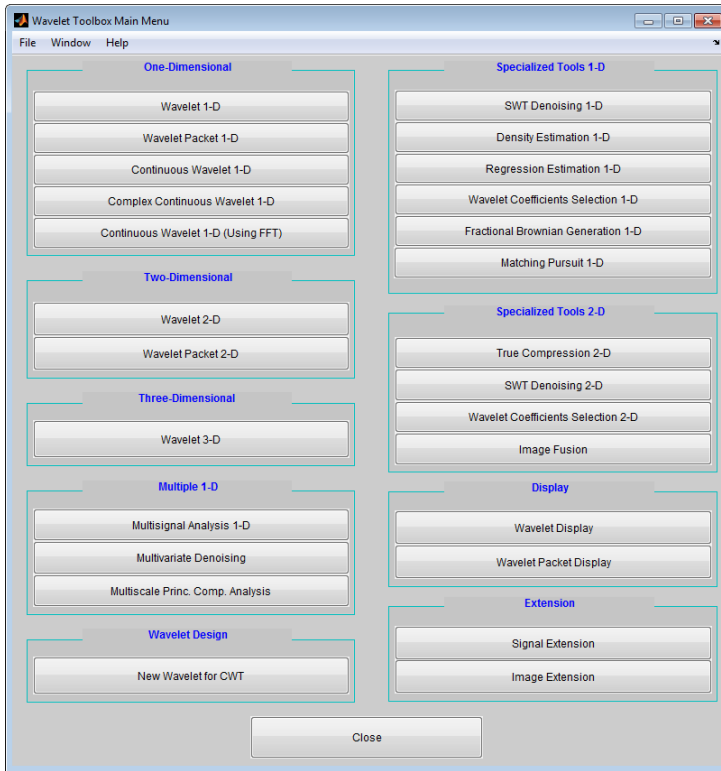 Wavelet Toolbox Main Menu
File Window Help
One-Dimensional
Wavelet 1-D
Wavelet Packet 1-D
Continuous Wavelet 1-D
Complex Continuous Wavelet 1-D
Continuous Wavelet 1-D (Using FFT)
Two-Dimensional
Wavelet 2-D
Wavelet Packet 2-D
Three-Dimensional
Wavelet 3-D
Multiple 1-D
Multisignal Analysis 1-D
Multivariate Denoising
Multiscale Princ. Comp. Analysis
Wavelet Design
New Wavelet for CWT
Specialized Tools 1-D
SWT Denoising 1-D
Density Estimation 1-D
Regression Estimation 1-D
Wavelet Coefficients Selection 1-D
Fractional Brownian Generation 1-D
Matching Pursuit 1-D
Specialized Tools 2-D
True Compression 2-D
SWT Denoising 2-D
Wavelet Coefficients Selection 2-D
Image Fusion
Display
Wavelet Display
Wavelet Packet Display
Extension
Signal Extension
Image Extension
Close